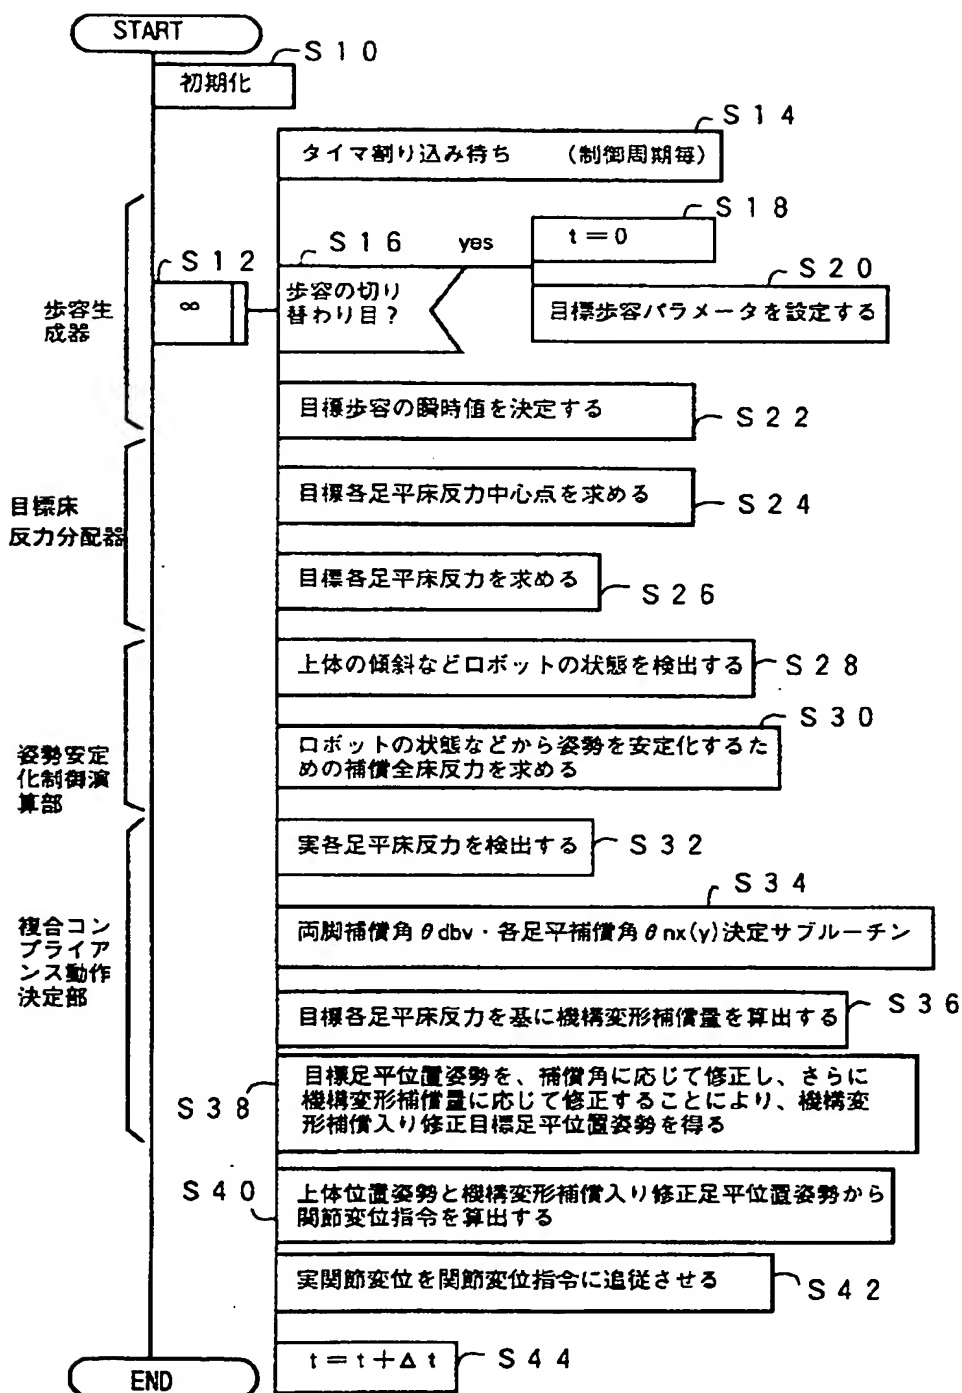 START
S10
初期化
S14
タイマ割り込み待ち (制御周期毎)
S18
t=0
S16
yes
S12
∞
歩容の切り
替わり目?
S20
目標歩容パラメータを設定する
歩容生
成器
目標歩容の瞬時値を決定する
S22
目標各足平床反力中心点を求める
S24
目標床
反力分配器
目標各足平床反力を求める
S26
上体の傾斜などロボットの状態を検出する
S28
S30
ロボットの状態などから姿勢を安定化するた
めの補償全床反力を求める
姿勢安定
化制御演
算部
実各足平床反力を検出する
S32
S34
両脚補償角θdbv・各足平補償角θnx(y)決定サブルーチン
複合コン
プライア
ンス動作
決定部
目標各足平床反力を基に機構変形補償量を算出する
S36
目標足平位置姿勢を、補償角に応じて修正し、さらに
機構変形補償量に応じて修正することにより、機構変
形補償入り修正目標足平位置姿勢を得る
S38
S40
上体位置姿勢と機構変形補償入り修正足平位置姿勢から
関節変位指令を算出する
実関節変位を関節変位指令に追従させる
S42
t=t+Δt
S44
END